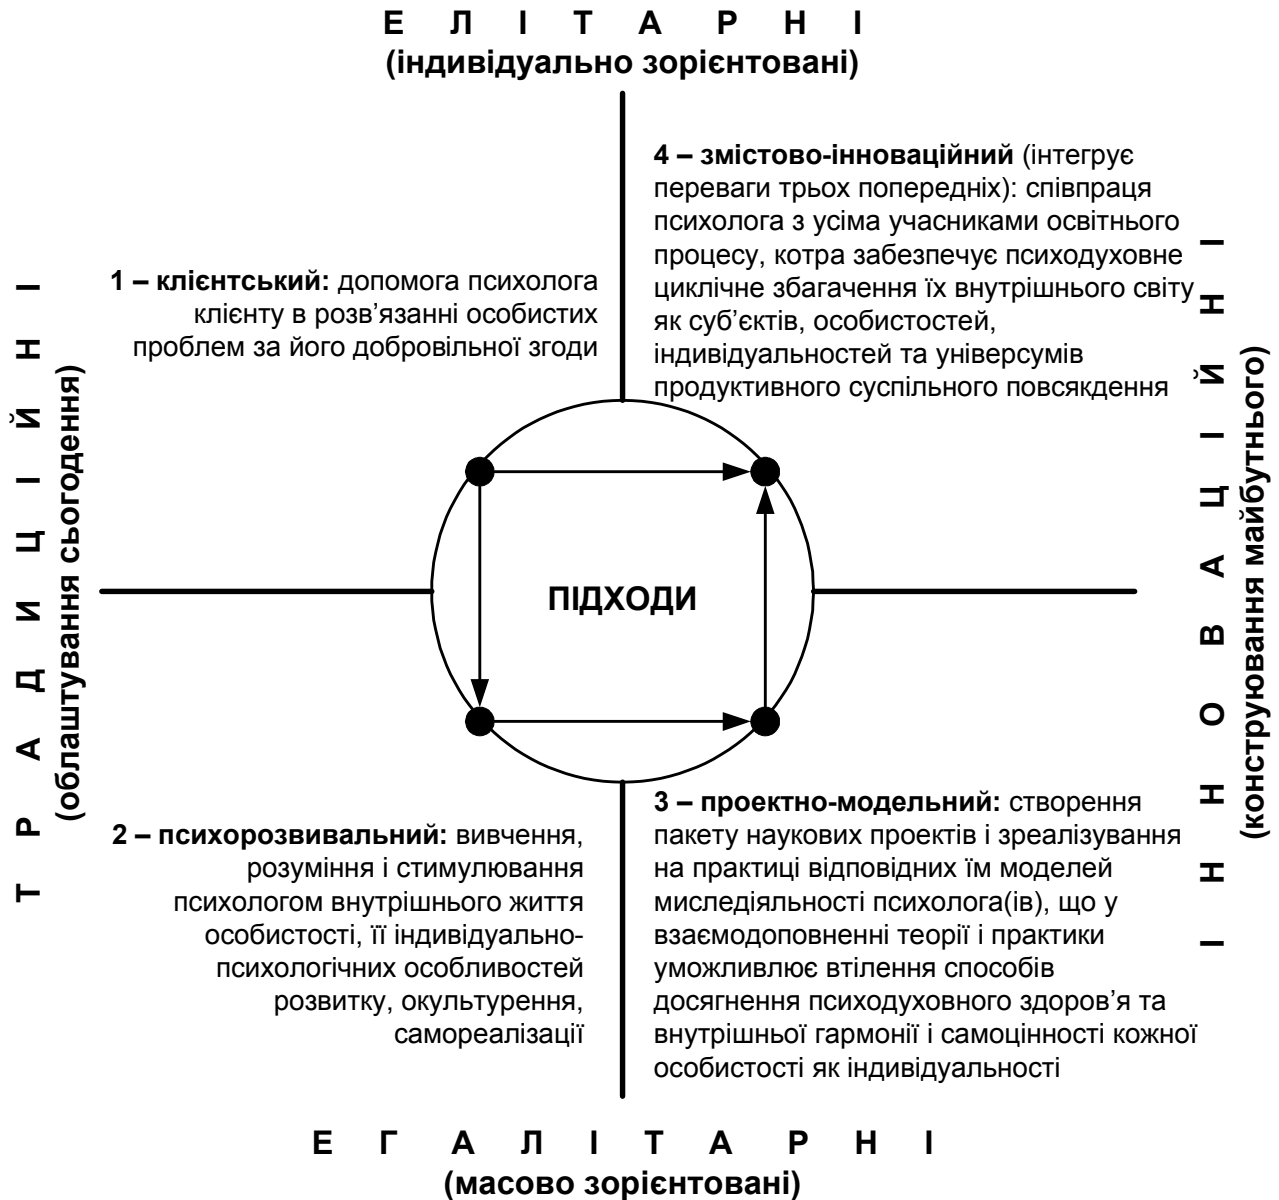 Е Л І Т А Р Н І
(індивідуально зорієнтовані)
4 – змістово-інноваційний (інтегрує
переваги трьох попередніх): співпраця
психолога з усіма учасниками освітнього
процесу, котра забезпечує психодуховне
циклічне збагачення їх внутрішнього світу
як суб’єктів, особистостей,
індивідуальностей та універсумів
продуктивного суспільного повсякдення
1 – клієнтський: допомога психолога
клієнту в розв’язанні особистих
проблем за його добровільної згоди
Т Р А Д И Ц І Й Н І
(облаштування сьогодення)
ПІДХОДИ
І Н Н О В А Ц І Й Н І
(конструювання майбутнього)
2 – психорозвивальний: вивчення,
розуміння і стимулювання
психологом внутрішнього життя
особистості, її індивідуально-
психологічних особливостей
розвитку, окультурення,
самореалізації
3 – проектно-модельний: створення
пакету наукових проектів і зреалізування
на практиці відповідних їм моделей
миследіяльності психолога(ів), що у
взаємодоповненні теорії і практики
уможливлює втілення способів
досягнення психодуховного здоров’я та
внутрішньої гармонії і самоцінності кожної
особистості як індивідуальності
Е Г А Л І Т А Р Н І
(масово зорієнтовані)